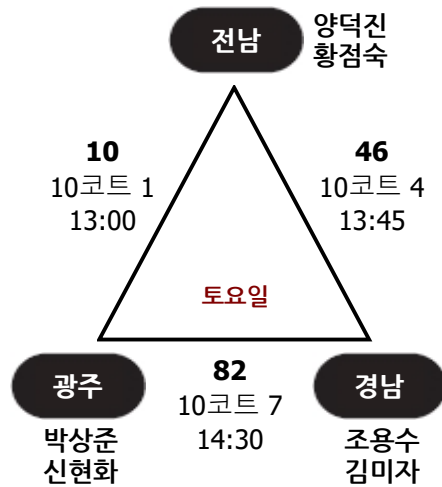 전남
양덕진
황점숙
10
10코트 1
13:00
46
10코트 4
13:45
토요일
광주
박상준
신현화
82
10코트 7
14:30
경남
조용수
김미자